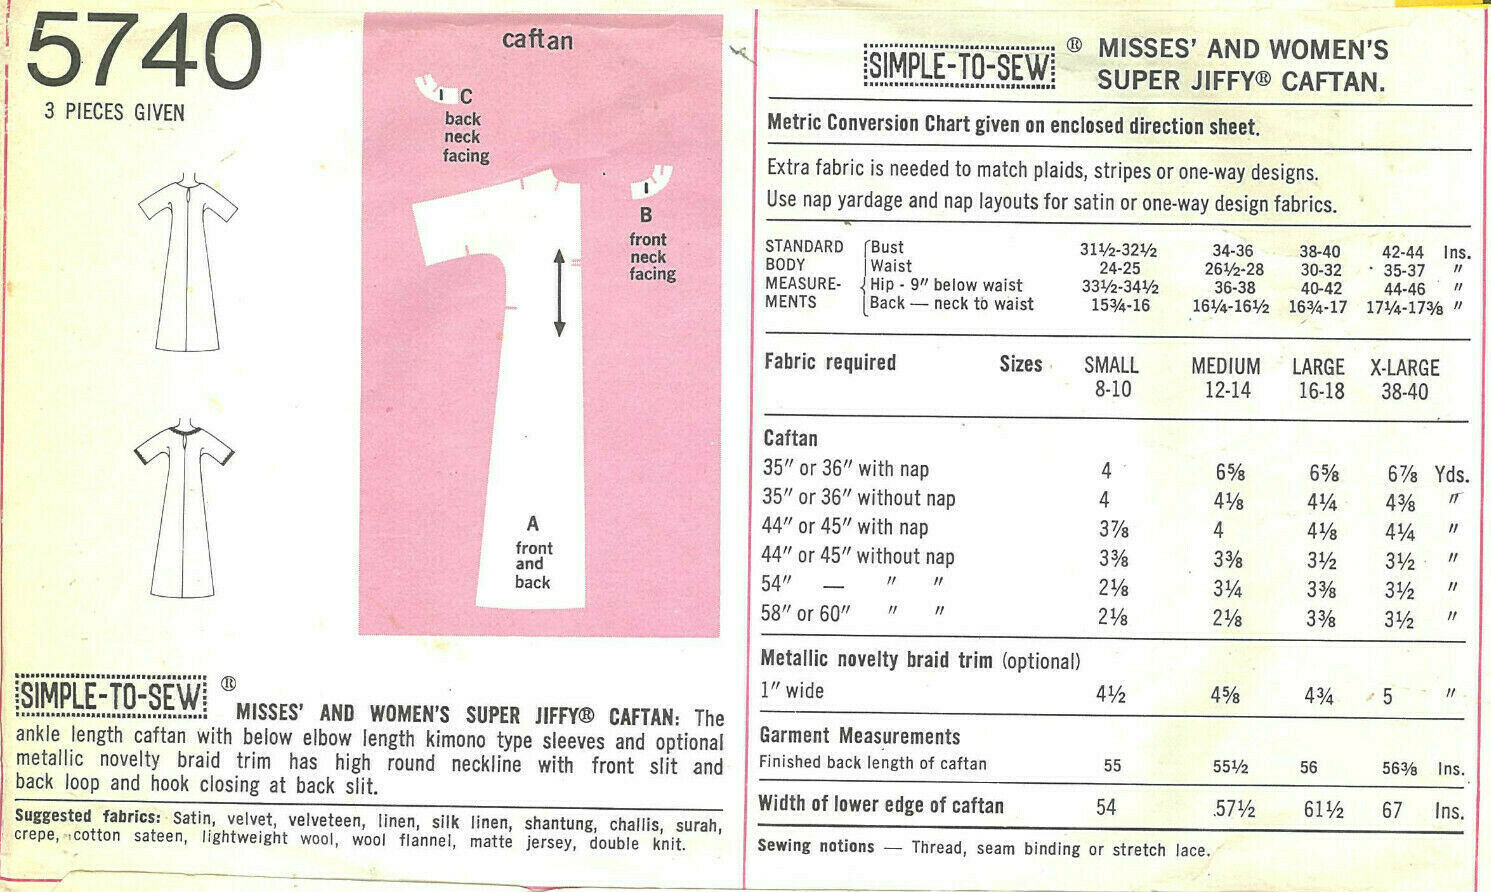 5740
3 PIECES GIVEN
caftan
C
back
neck
facing
B
front
neck
facing
A
front
and
back
SIMPLE-TO-SEW ®
MISSES' AND WOMEN'S SUPER JIFFY® CAFTAN: The
ankle length caftan with below elbow length kimono type sleeves and optional
metallic novelty braid trim has high round neckline with front slit and
back loop and hook closing at back slit.
Suggested fabrics: Satin, velvet, velveteen, linen, silk linen, shantung, challis, surah,
crepe, cotton sateen, lightweight wool, wool flannel, matte jersey, double knit.
SIMPLE-TO-SEW ® MISSES' AND WOMEN'S
SUPER JIFFY® CAFTAN.
Metric Conversion Chart given on enclosed direction sheet.
Extra fabric is needed to match plaids, stripes or one-way designs.
Use nap yardage and nap layouts for satin or one-way design fabrics.
STANDARD Bust 31½-32½ 34-36 38-40 42-44 Ins.
BODY Waist 24-25 26½-28 30-32 35-37 "
MEASURE- Hip - 9" below waist 33½-34½ 36-38 40-42 44-46 "
MENTS Back — neck to waist 15¾-16 16¼-16½ 16¾-17 17¼-17⅜ "
Fabric required Sizes SMALL MEDIUM LARGE X-LARGE
8-10 12-14 16-18 38-40
Caftan
35" or 36" with nap 4 6⅝ 6⅝ 6⅞ Yds.
35" or 36" without nap 4 4⅛ 4¼ 4⅜ "
44" or 45" with nap 3⅞ 4 4⅛ 4¼ "
44" or 45" without nap 3⅜ 3⅜ 3½ 3½ "
54" — " " 2⅛ 3¼ 3⅜ 3½ "
58" or 60" " " 2⅛ 2⅛ 3⅜ 3½ "
Metallic novelty braid trim (optional)
1" wide 4½ 4⅝ 4¾ 5 "
Garment Measurements
Finished back length of caftan 55 55½ 56 56⅜ Ins.
Width of lower edge of caftan 54 57½ 61½ 67 Ins.
Sewing notions — Thread, seam binding or stretch lace.